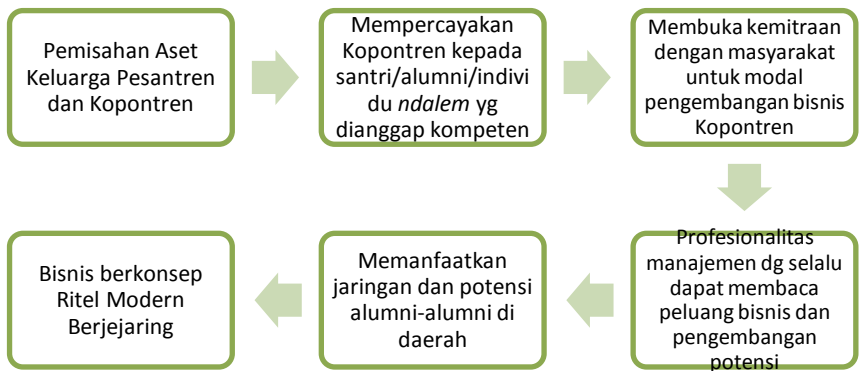 Pemisahan Aset
Keluarga Pesantren
dan Kopontren
Mempercayakan
Kopontren kepada
santri/alumni/indivi
du ndalem yg
dianggap kompeten
Membuka kemitraan
dengan masyarakat
untuk modal
pengembangan bisnis
Kopontren
Profesionalitas
manajemen dg selalu
dapat membaca
peluang bisnis dan
pengembangan
potensi
Memanfaatkan
jaringan dan potensi
alumni-alumni di
daerah
Bisnis berkonsep
Ritel Modern
Berjejaring